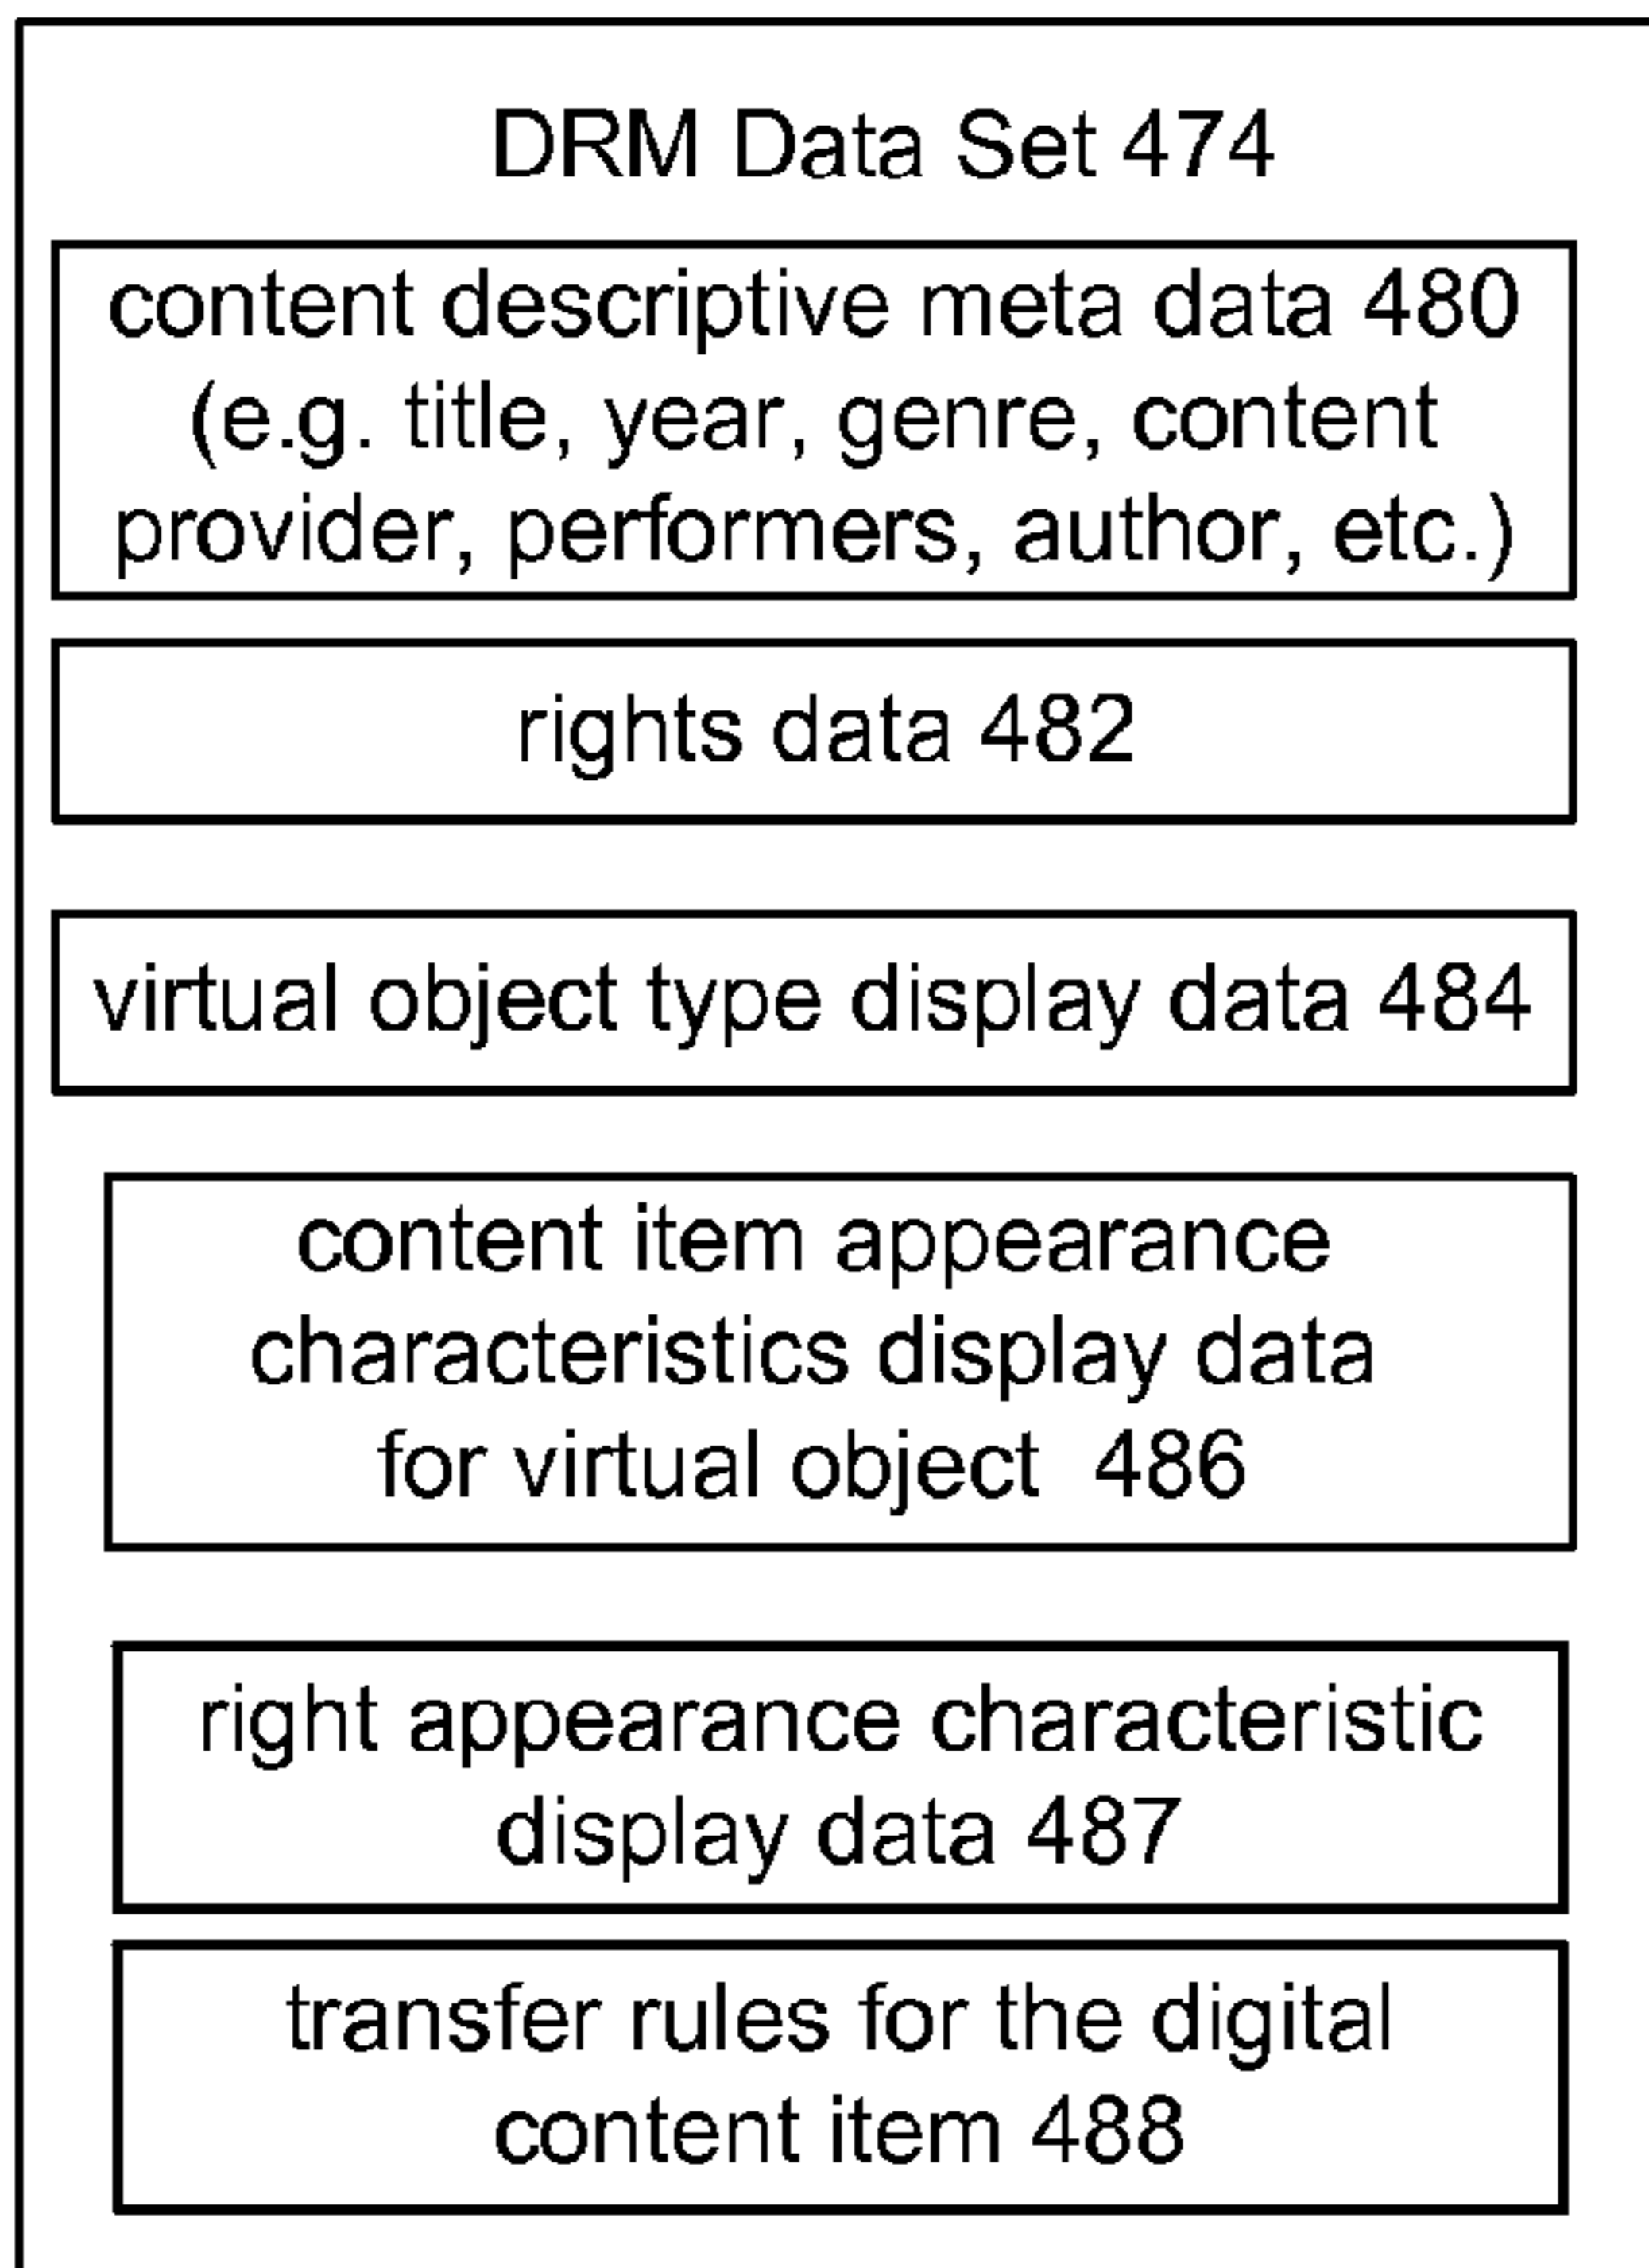 DRM Data Set 474
content descriptive meta data 480
(e.g. title, year, genre, content
provider, performers, author, etc.)
rights data 482
virtual object type display data 484
content item appearance
characteristics display data
for virtual object 486
right appearance characteristic
display data 487
transfer rules for the digital
content item 488